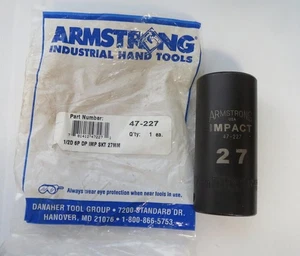 ARMSTRONG
INDUSTRIAL HAND TOOLS
Part Number:
47-227
Q'ty: 1 ea.
1/2D 6P DP IMP SKT 27MM
Always wear eye protection when near tools in use.
DANAHER TOOL GROUP • 7200-STANDARD DR.
HANOVER, MD 21076 • 1-800-866-5753
ARMSTRONG
USA
IMPACT
47-227
27